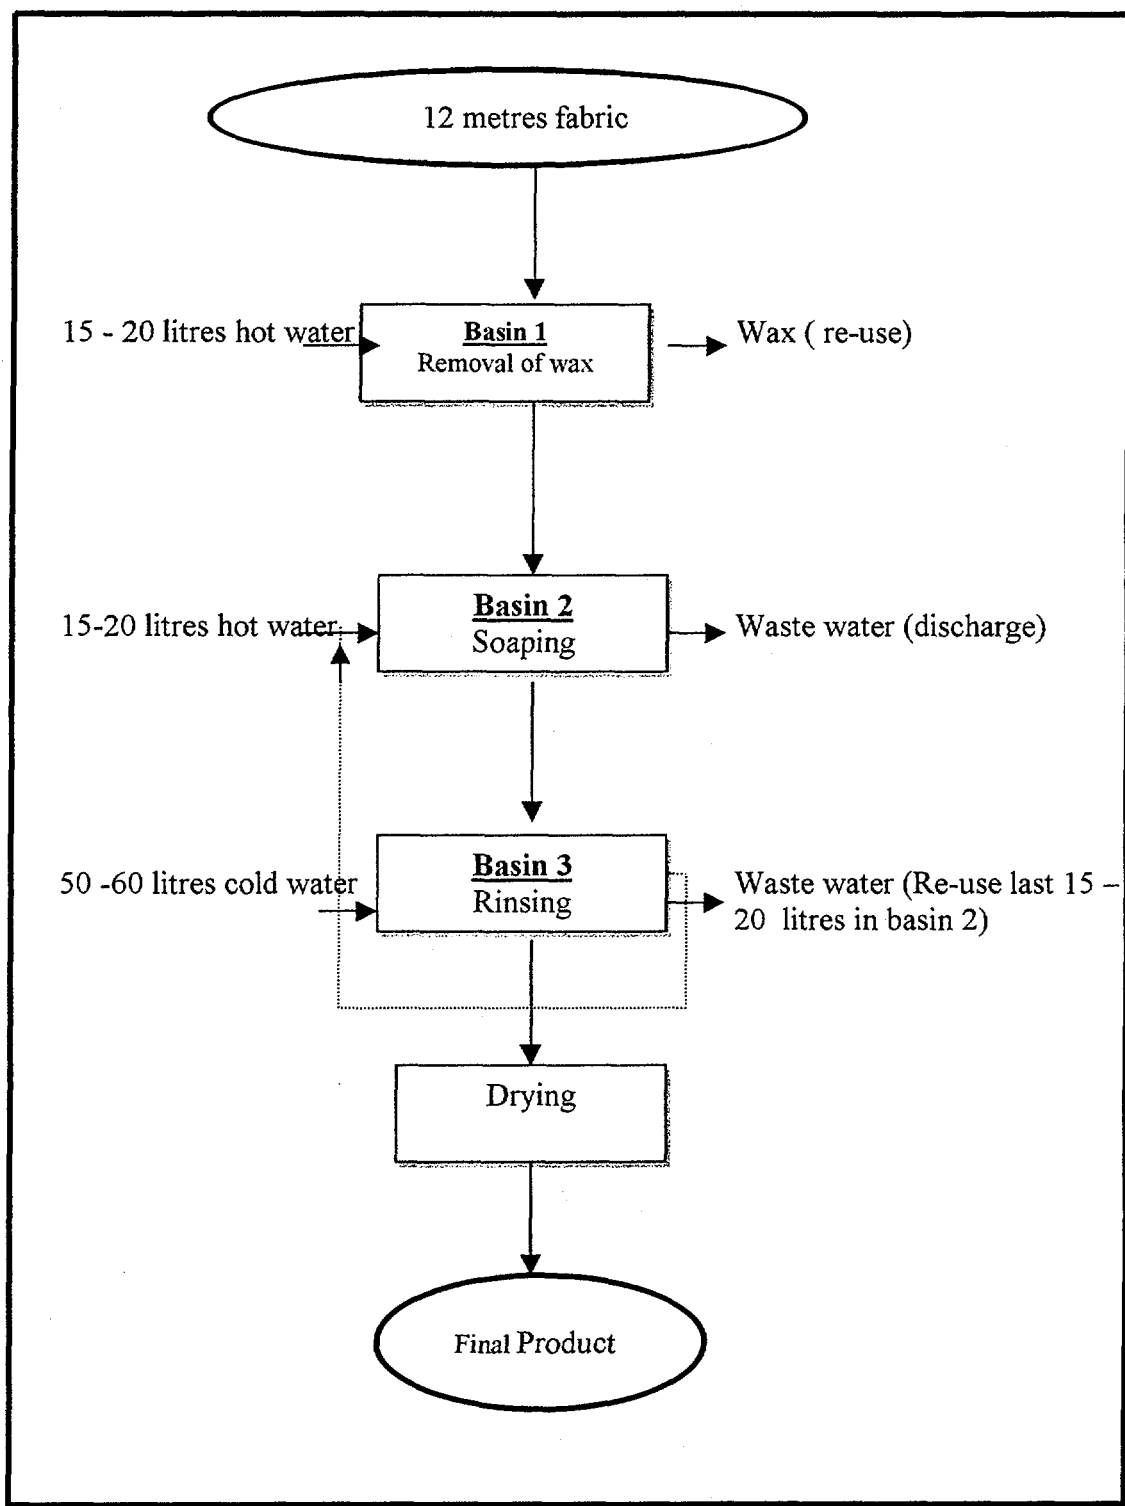 12 metres fabric
15 - 20 litres hot water
Basin 1
Removal of wax
Wax ( re-use)
15-20 litres hot water
Basin 2
Soaping
Waste water (discharge)
50 -60 litres cold water
Basin 3
Rinsing
Waste water (Re-use last 15 –
20 litres in basin 2)
Drying
Final Product